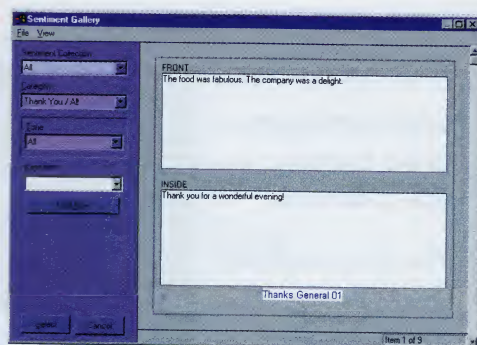 Sentiment Gallery
File View
Sentiment Collection:
All
Category:
Thank You / All
Tone
All
FRONT
The food was fabulous. The company was a delight.
INSIDE
Thank you for a wonderful evening!
Thanks General 01
Select
Cancel
Item 1 of 9